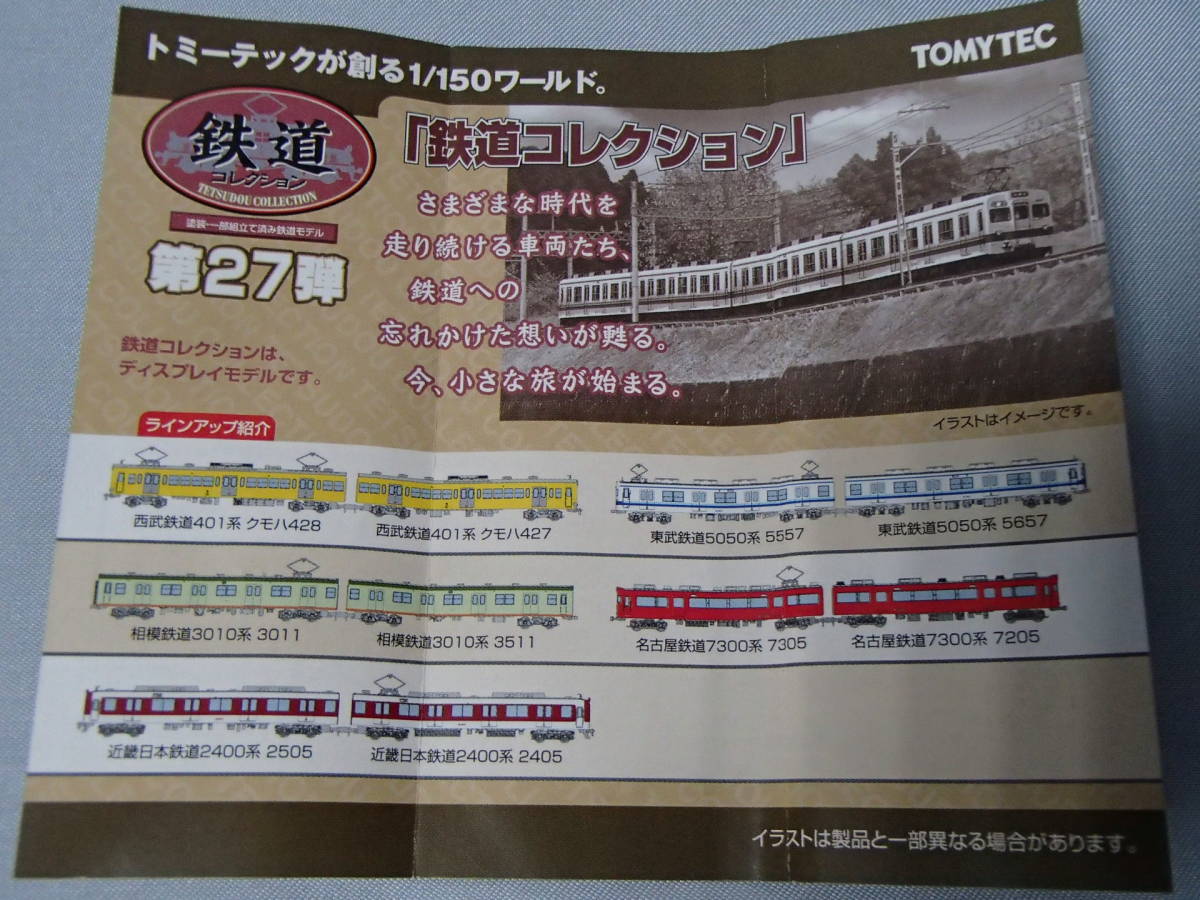 トミーテックが創る1/150ワールド。
TOMYTEC
鉄道
コレクション
TETSUDOU COLLECTION
塗装・一部組立て済み鉄道モデル
第27弾
「鉄道コレクション」
さまざまな時代を
走り続ける車両たち、
鉄道への
忘れかけた想いが甦る。
今、小さな旅が始まる。
鉄道コレクションは、
ディスプレイモデルです。
イラストはイメージです。
ラインアップ紹介
西武鉄道401系 クモハ428
西武鉄道401系 クモハ427
東武鉄道5050系 5557
東武鉄道5050系 5657
相模鉄道3010系 3011
相模鉄道3010系 3511
名古屋鉄道7300系 7305
名古屋鉄道7300系 7205
近畿日本鉄道2400系 2505
近畿日本鉄道2400系 2405
イラストは製品と一部異なる場合があります。